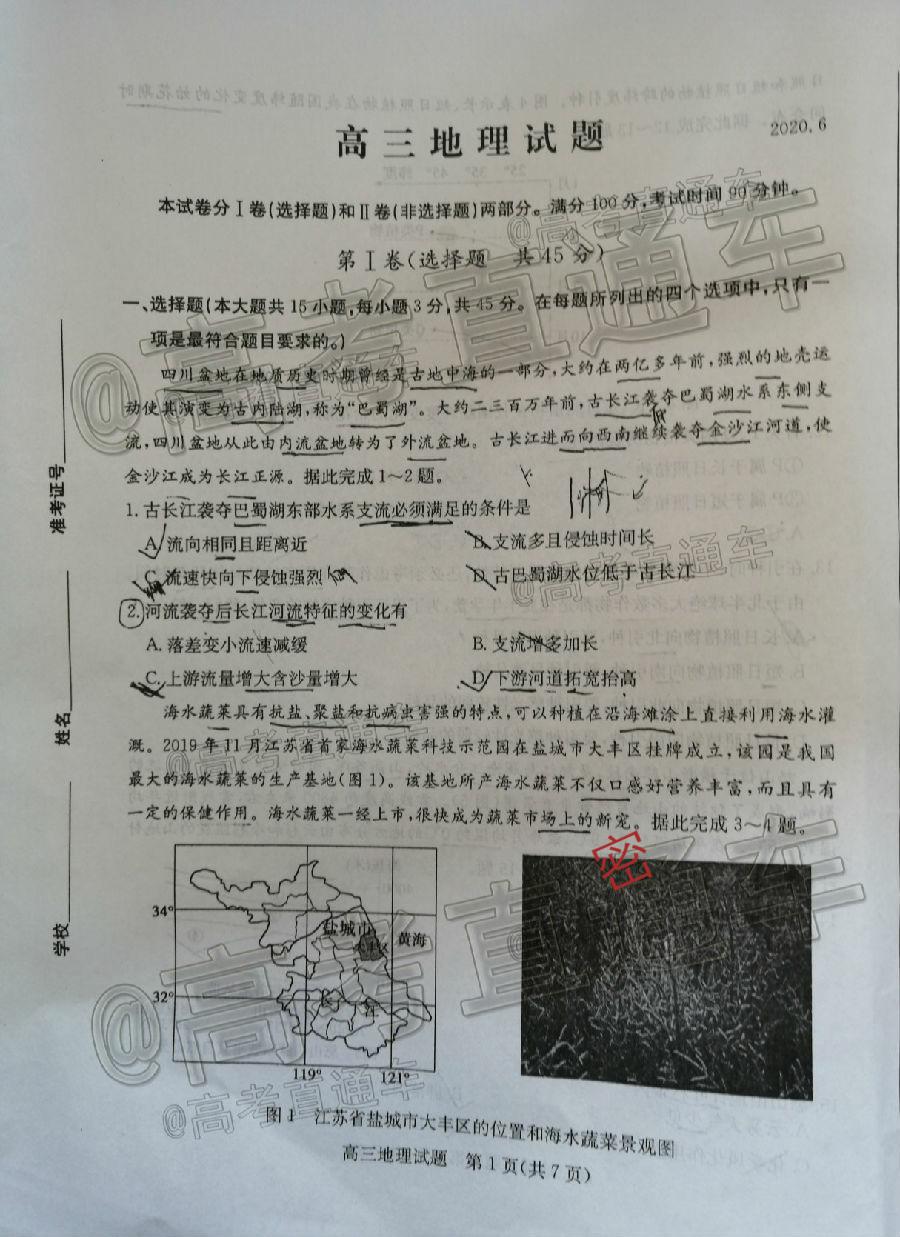 高三地理试题
2020.6
本试卷分Ⅰ卷(选择题)和Ⅱ卷(非选择题)两部分。满分100分,考试时间90分钟。
第Ⅰ卷(选择题 共45分)
一、选择题(本大题共15小题,每小题3分,共45分。在每题所列出的四个选项中,只有一
项是最符合题目要求的。)
四川盆地在地质历史时期曾经是古地中海的一部分,大约在两亿多年前,强烈的地壳运
动使其演变为古内陆湖,称为“巴蜀湖”。大约二三百万年前,古长江袭夺巴蜀湖水系东侧支
流,四川盆地从此由内流盆地转为了外流盆地。古长江进而向西南继续袭夺金沙江河道,使
金沙江成为长江正源。据此完成1～2题。
1.古长江袭夺巴蜀湖东部水系支流必须满足的条件是
A.流向相同且距离近
B.支流多且侵蚀时间长
C.流速快向下侵蚀强烈
D.古巴蜀湖水位低于古长江
2.河流袭夺后长江河流特征的变化有
A.落差变小流速减缓
B.支流增多加长
C.上游流量增大含沙量增大
D.下游河道拓宽抬高
海水蔬菜具有抗盐、聚盐和抗病虫害强的特点,可以种植在沿海滩涂上直接利用海水灌
溉。2019年11月江苏省首家海水蔬菜科技示范园在盐城市大丰区挂牌成立,该园是我国
最大的海水蔬菜的生产基地(图1)。该基地所产海水蔬菜不仅口感好营养丰富,而且具有
一定的保健作用。海水蔬菜一经上市,很快成为蔬菜市场上的新宠。据此完成3～4题。
准考证号
姓名
学校
密
34°
32°
盐城市
黄海
长
江
119°
121°
图1 江苏省盐城市大丰区的位置和海水蔬菜景观图
高三地理试题 第1页(共7页)
@高考直通车
@高考直通车
@高考直通车
@高考直通车
@高考直通车